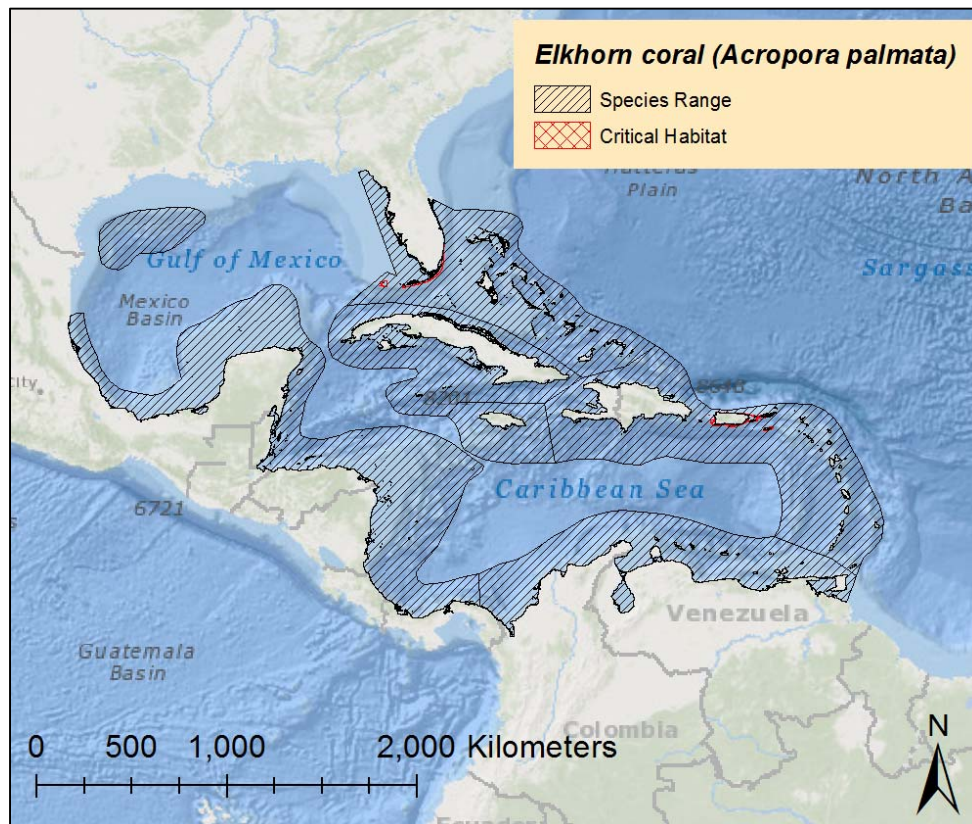 Elkhorn coral (Acropora palmata)
Species Range
Critical Habitat
Plain
North A
Ba
Gulf of Mexico
Sargass
Mexico
Basin
City
Caribbean Sea
6721
Venezuela
Guatemala
Basin
Colombia
0 500 1,000 2,000 Kilometers
N